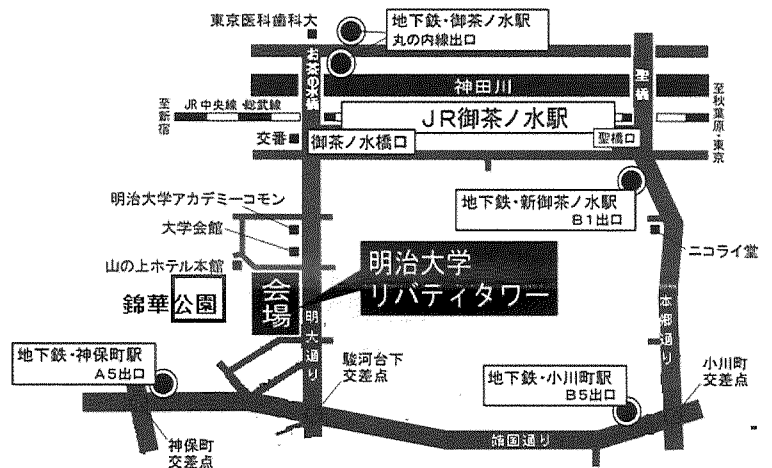 東京医科歯科大
地下鉄・御茶ノ水駅
丸の内線出口
お茶の水橋
聖橋
神田川
至新宿
JR中央線・総武線
JR御茶ノ水駅
至秋葉原・東京
交番
御茶ノ水橋口
聖橋口
明治大学アカデミーコモン
大学会館
山の上ホテル本館
地下鉄・新御茶ノ水駅
B1出口
ニコライ堂
錦華公園
会場
明治大学
リバティタワー
明大通り
本郷通り
地下鉄・神保町駅
A5出口
駿河台下
交差点
地下鉄・小川町駅
B5出口
小川町
交差点
神保町
交差点
靖国通り